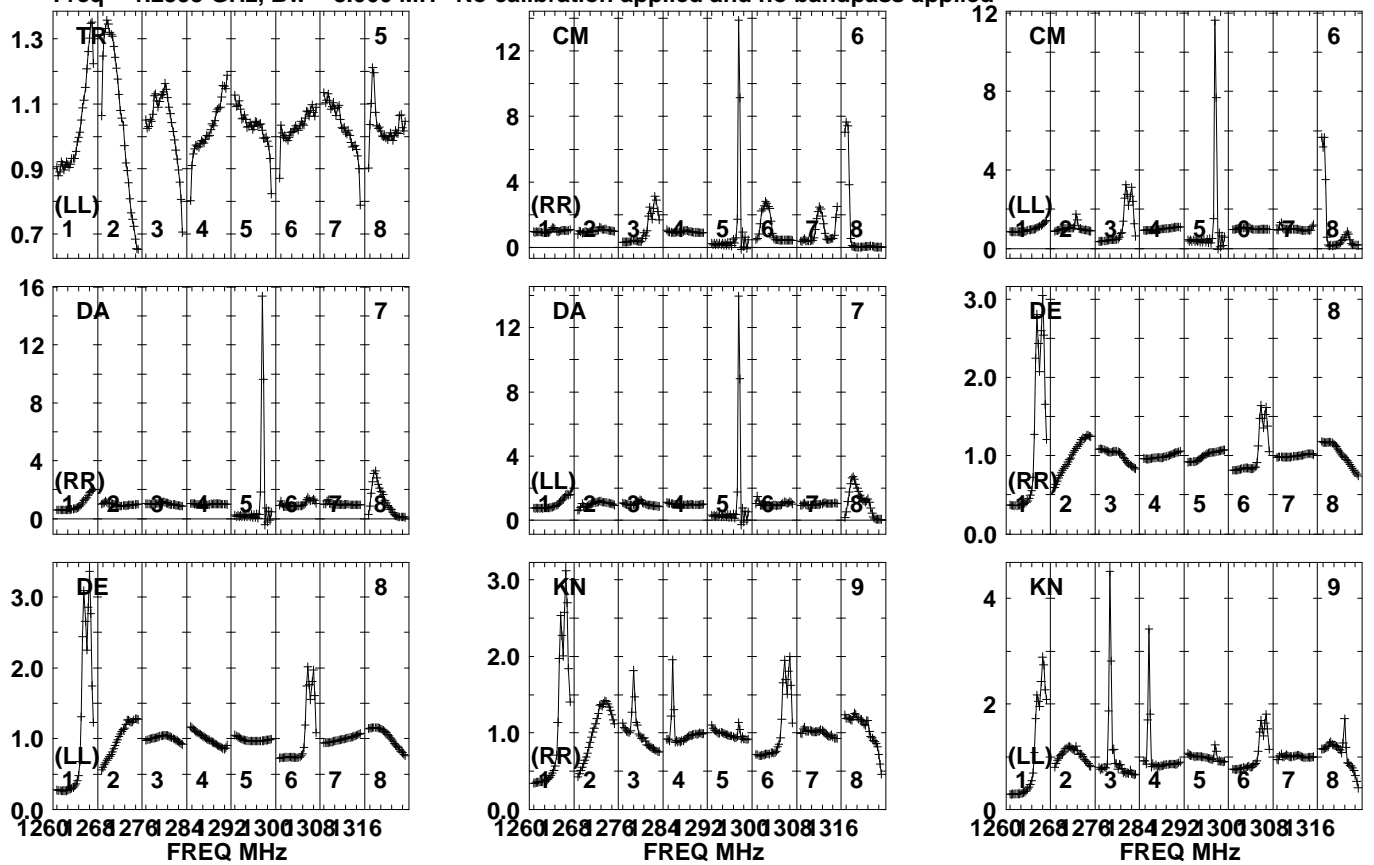 No calibration applied and no bandpass applied
1.3 TR 5
1.1
0.9
(LL)
0.7 1 2 3 4 5 6 7 8
CM 6
12
8
4
(RR)
0 1 2 3 4 5 6 7 8
12 CM 6
8
4
(LL)
0 1 2 3 4 5 6 7 8
16 DA 7
12
8
4
(RR)
0 1 2 3 4 5 6 7 8
DA 7
12
8
4
(LL)
0 1 2 3 4 5 6 7 8
3.0 DE 8
2.0
1.0
(RR)
1 2 3 4 5 6 7 8
0.0
DE 8
3.0
2.0
1.0
(LL)
1 2 3 4 5 6 7 8
0.0
1260 1268 1276 1284 1292 1300 1308 1316
FREQ MHz
KN 9
3.0
2.0
1.0
(RR)
1 2 3 4 5 6 7 8
0.0
1260 1268 1276 1284 1292 1300 1308 1316
FREQ MHz
KN 9
4
2
(LL)
1 2 3 4 5 6 7 8
0
1260 1268 1276 1284 1292 1300 1308 1316
FREQ MHz